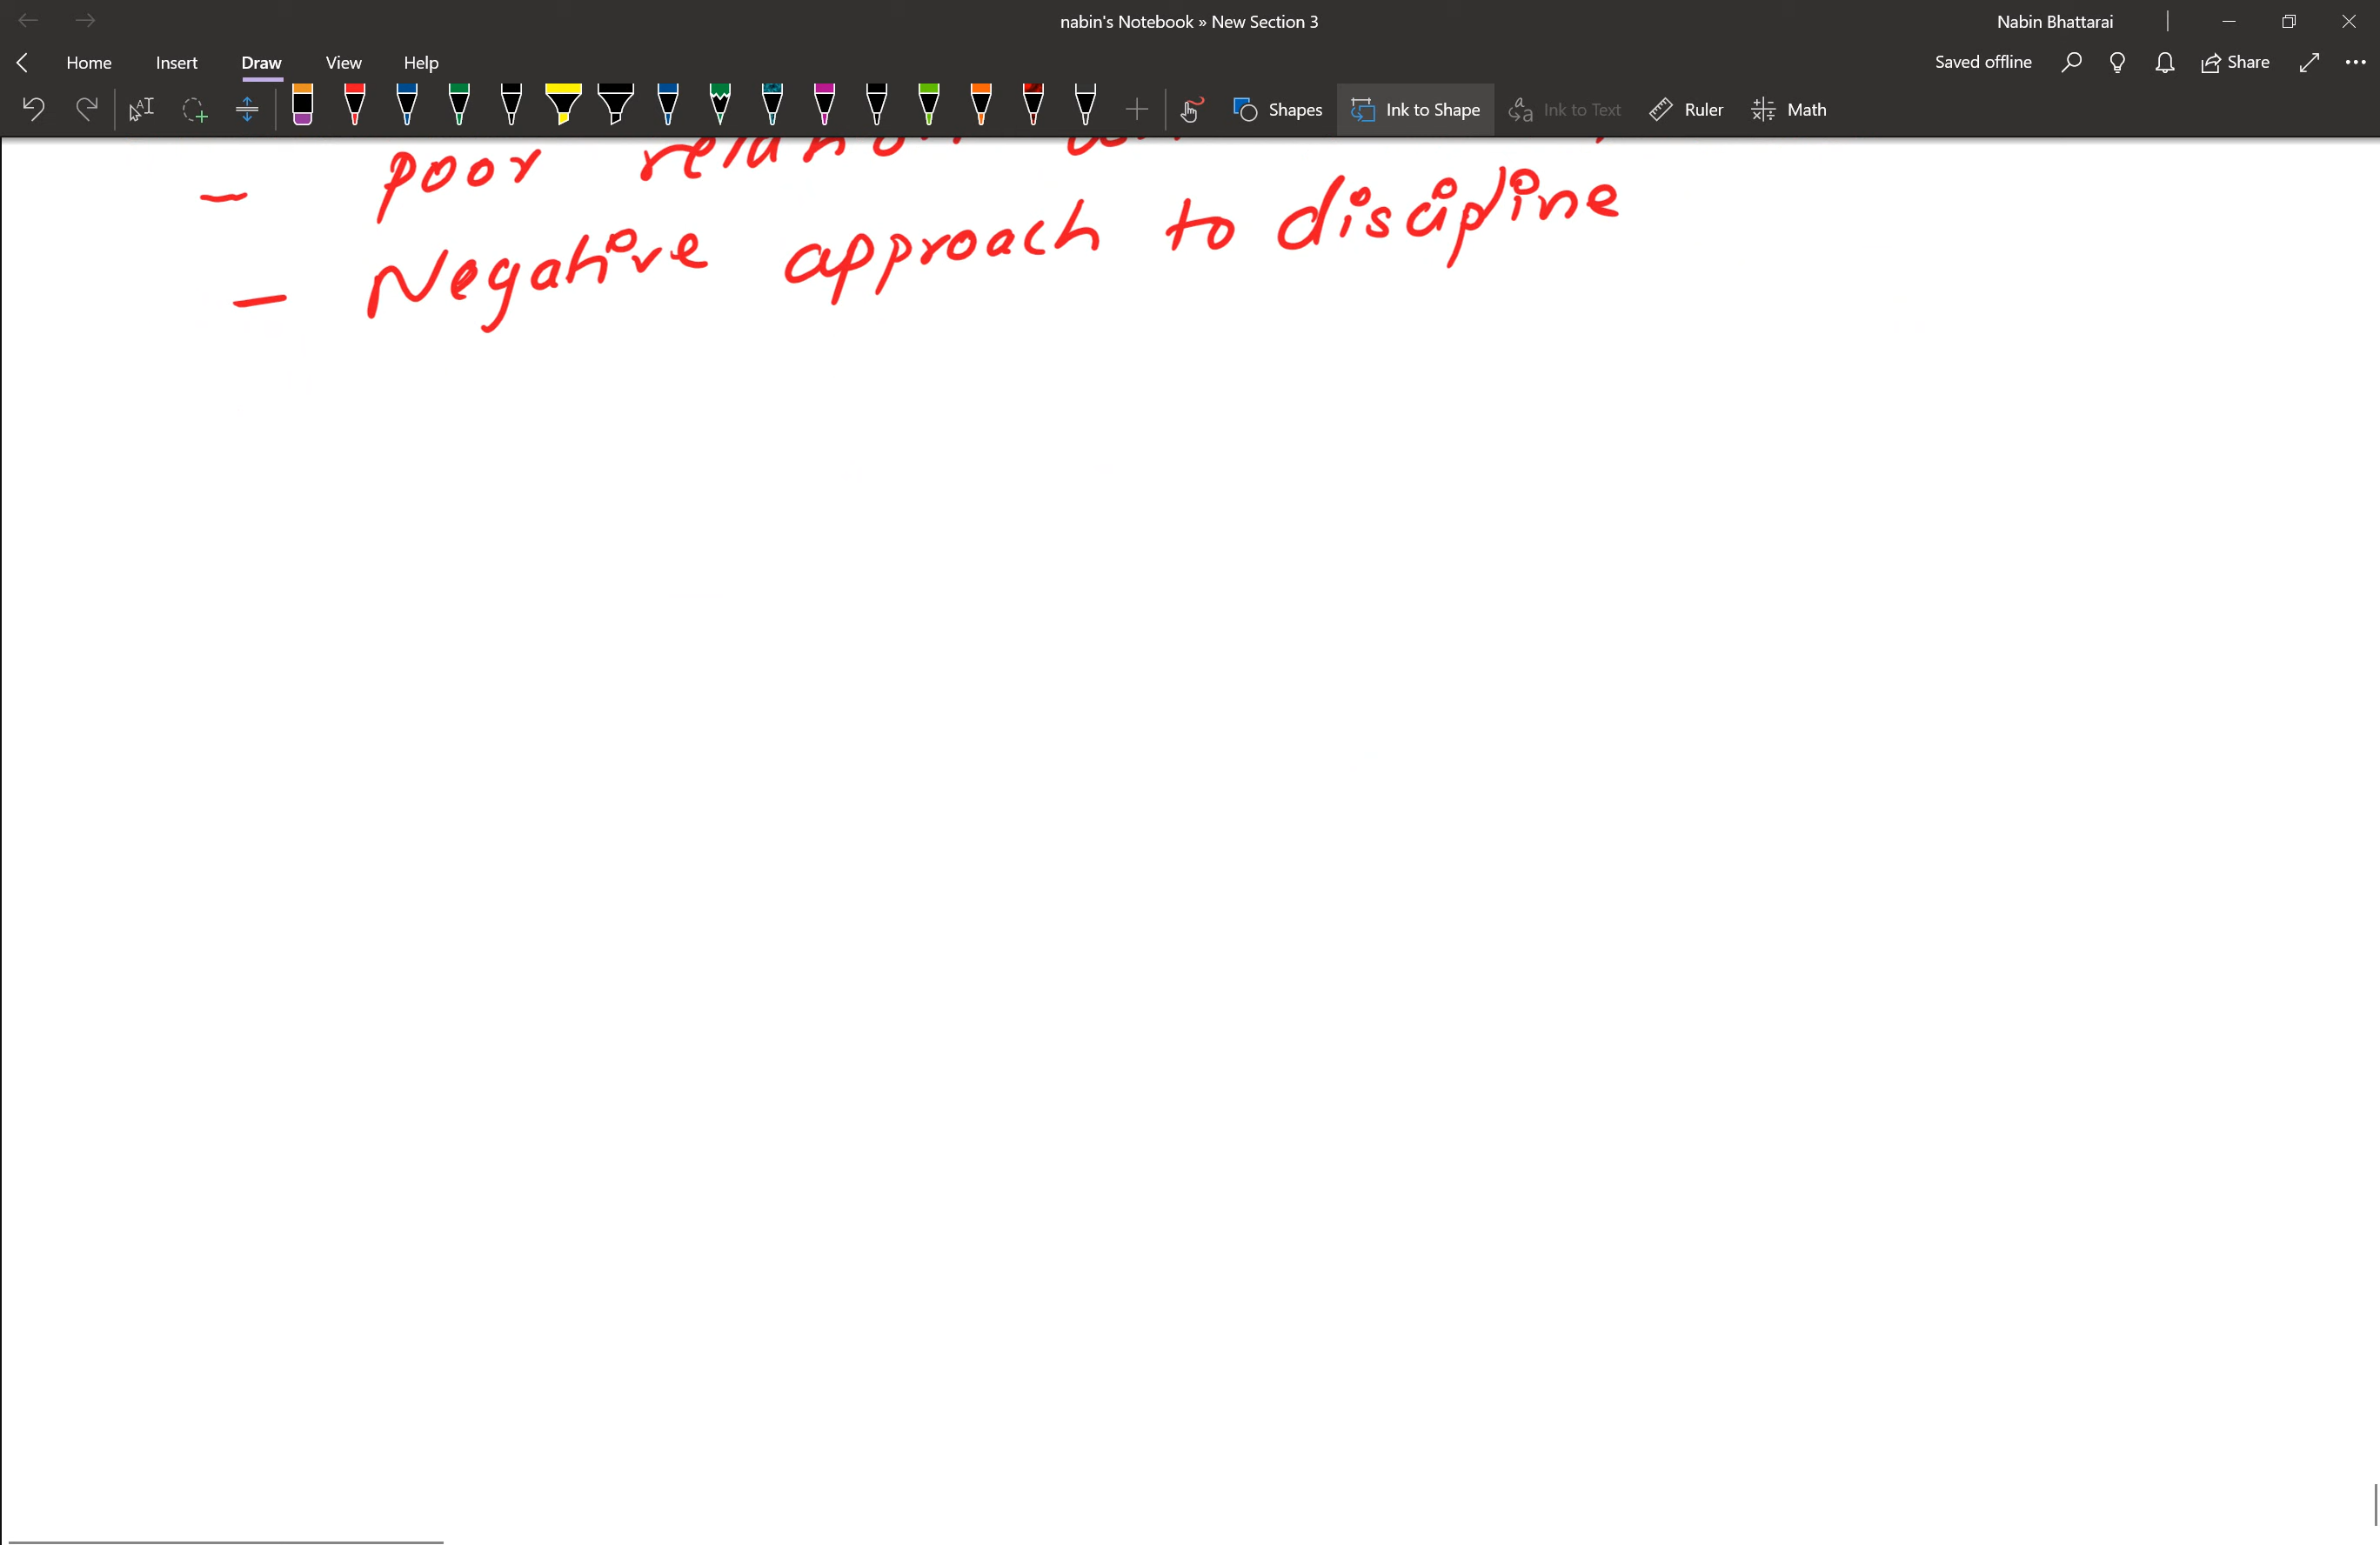 nabin's Notebook » New Section 3
Nabin Bhattarai
Home Insert Draw View Help
Saved offline
Share
Shapes Ink to Shape Ink to Text Ruler Math
- poor
- Negative approach to discipline